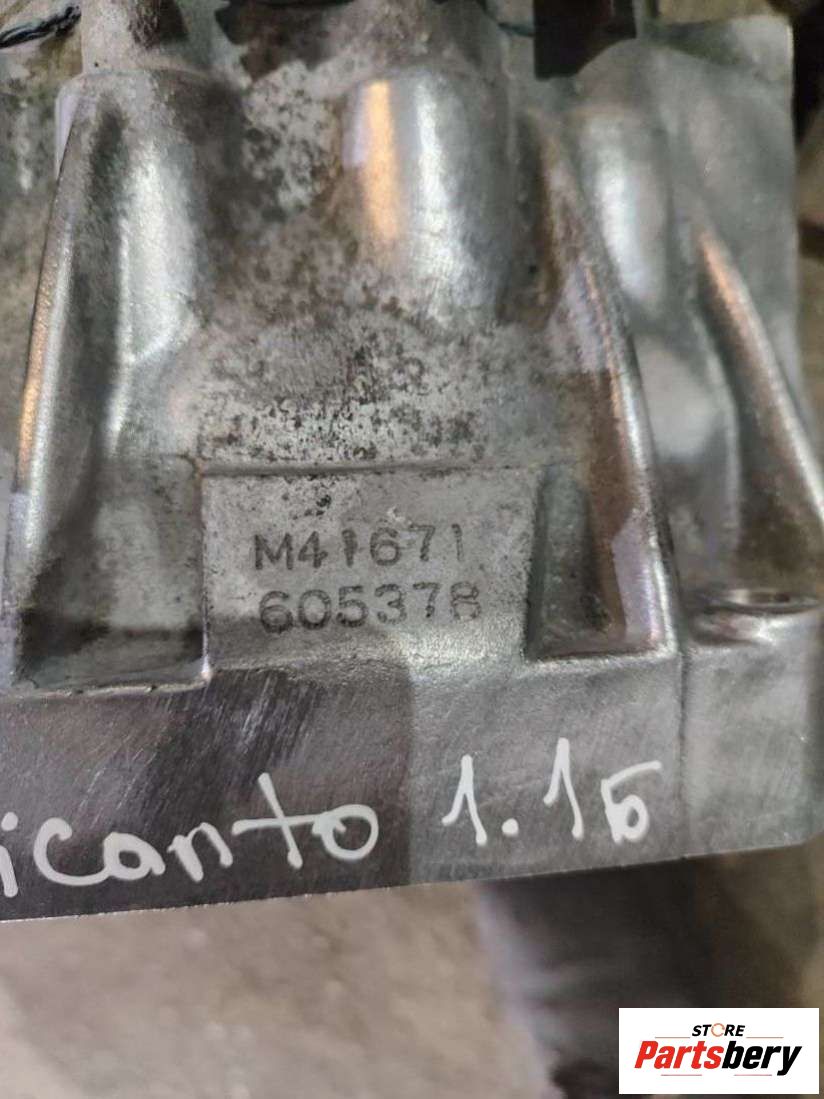 M41671
605378
icanto 1.1б
STORE
Partsbery